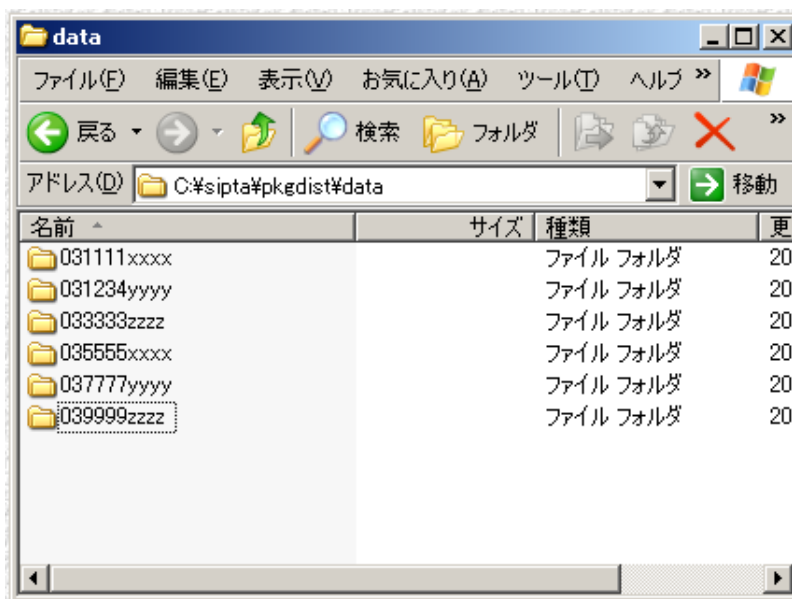 data
ファイル(F) 編集(E) 表示(V) お気に入り(A) ツール(T) ヘルプ »
戻る 検索 フォルダ »
アドレス(D) C:¥sipta¥pkgdist¥data 移動
名前 サイズ 種類 更
031111xxxx ファイル フォルダ 20
031234yyyy ファイル フォルダ 20
033333zzzz ファイル フォルダ 20
035555xxxx ファイル フォルダ 20
037777yyyy ファイル フォルダ 20
039999zzzz ファイル フォルダ 20